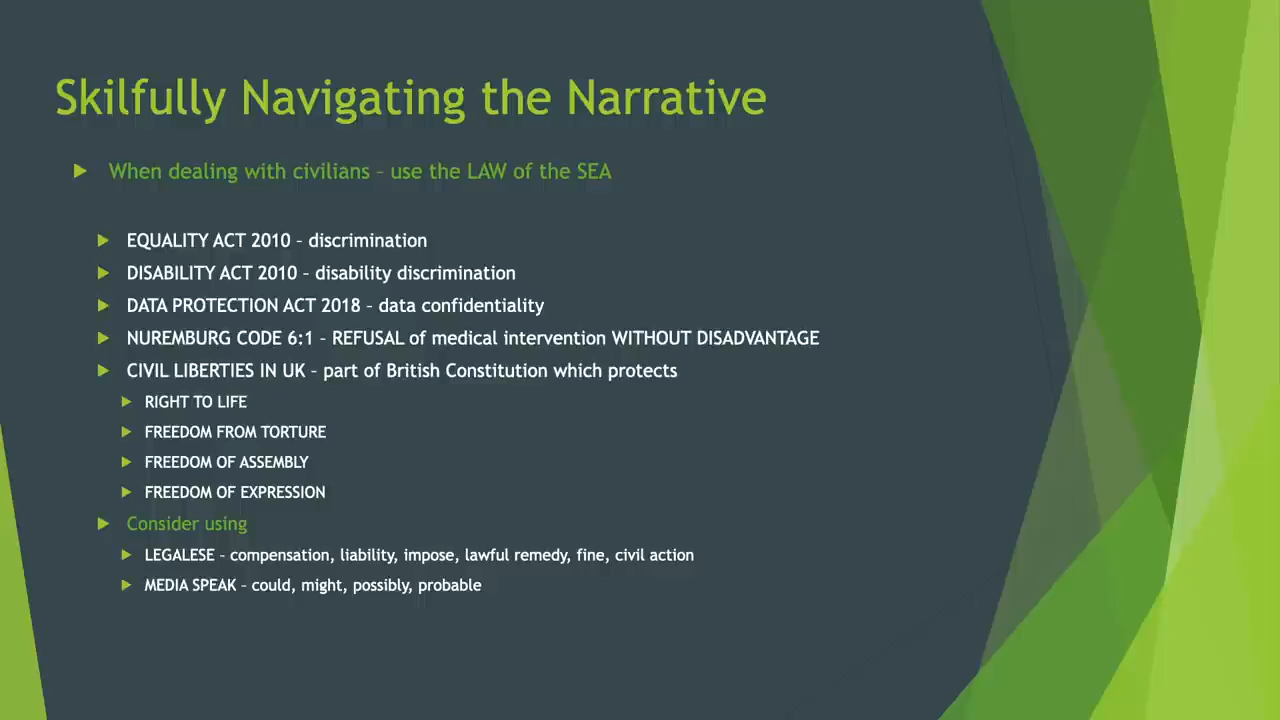 Skilfully Navigating the Narrative
When dealing with civilians – use the LAW of the SEA
EQUALITY ACT 2010 – discrimination
DISABILITY ACT 2010 – disability discrimination
DATA PROTECTION ACT 2018 – data confidentiality
NUREMBURG CODE 6:1 – REFUSAL of medical intervention WITHOUT DISADVANTAGE
CIVIL LIBERTIES IN UK – part of British Constitution which protects
RIGHT TO LIFE
FREEDOM FROM TORTURE
FREEDOM OF ASSEMBLY
FREEDOM OF EXPRESSION
Consider using
LEGALESE – compensation, liability, impose, lawful remedy, fine, civil action
MEDIA SPEAK – could, might, possibly, probable